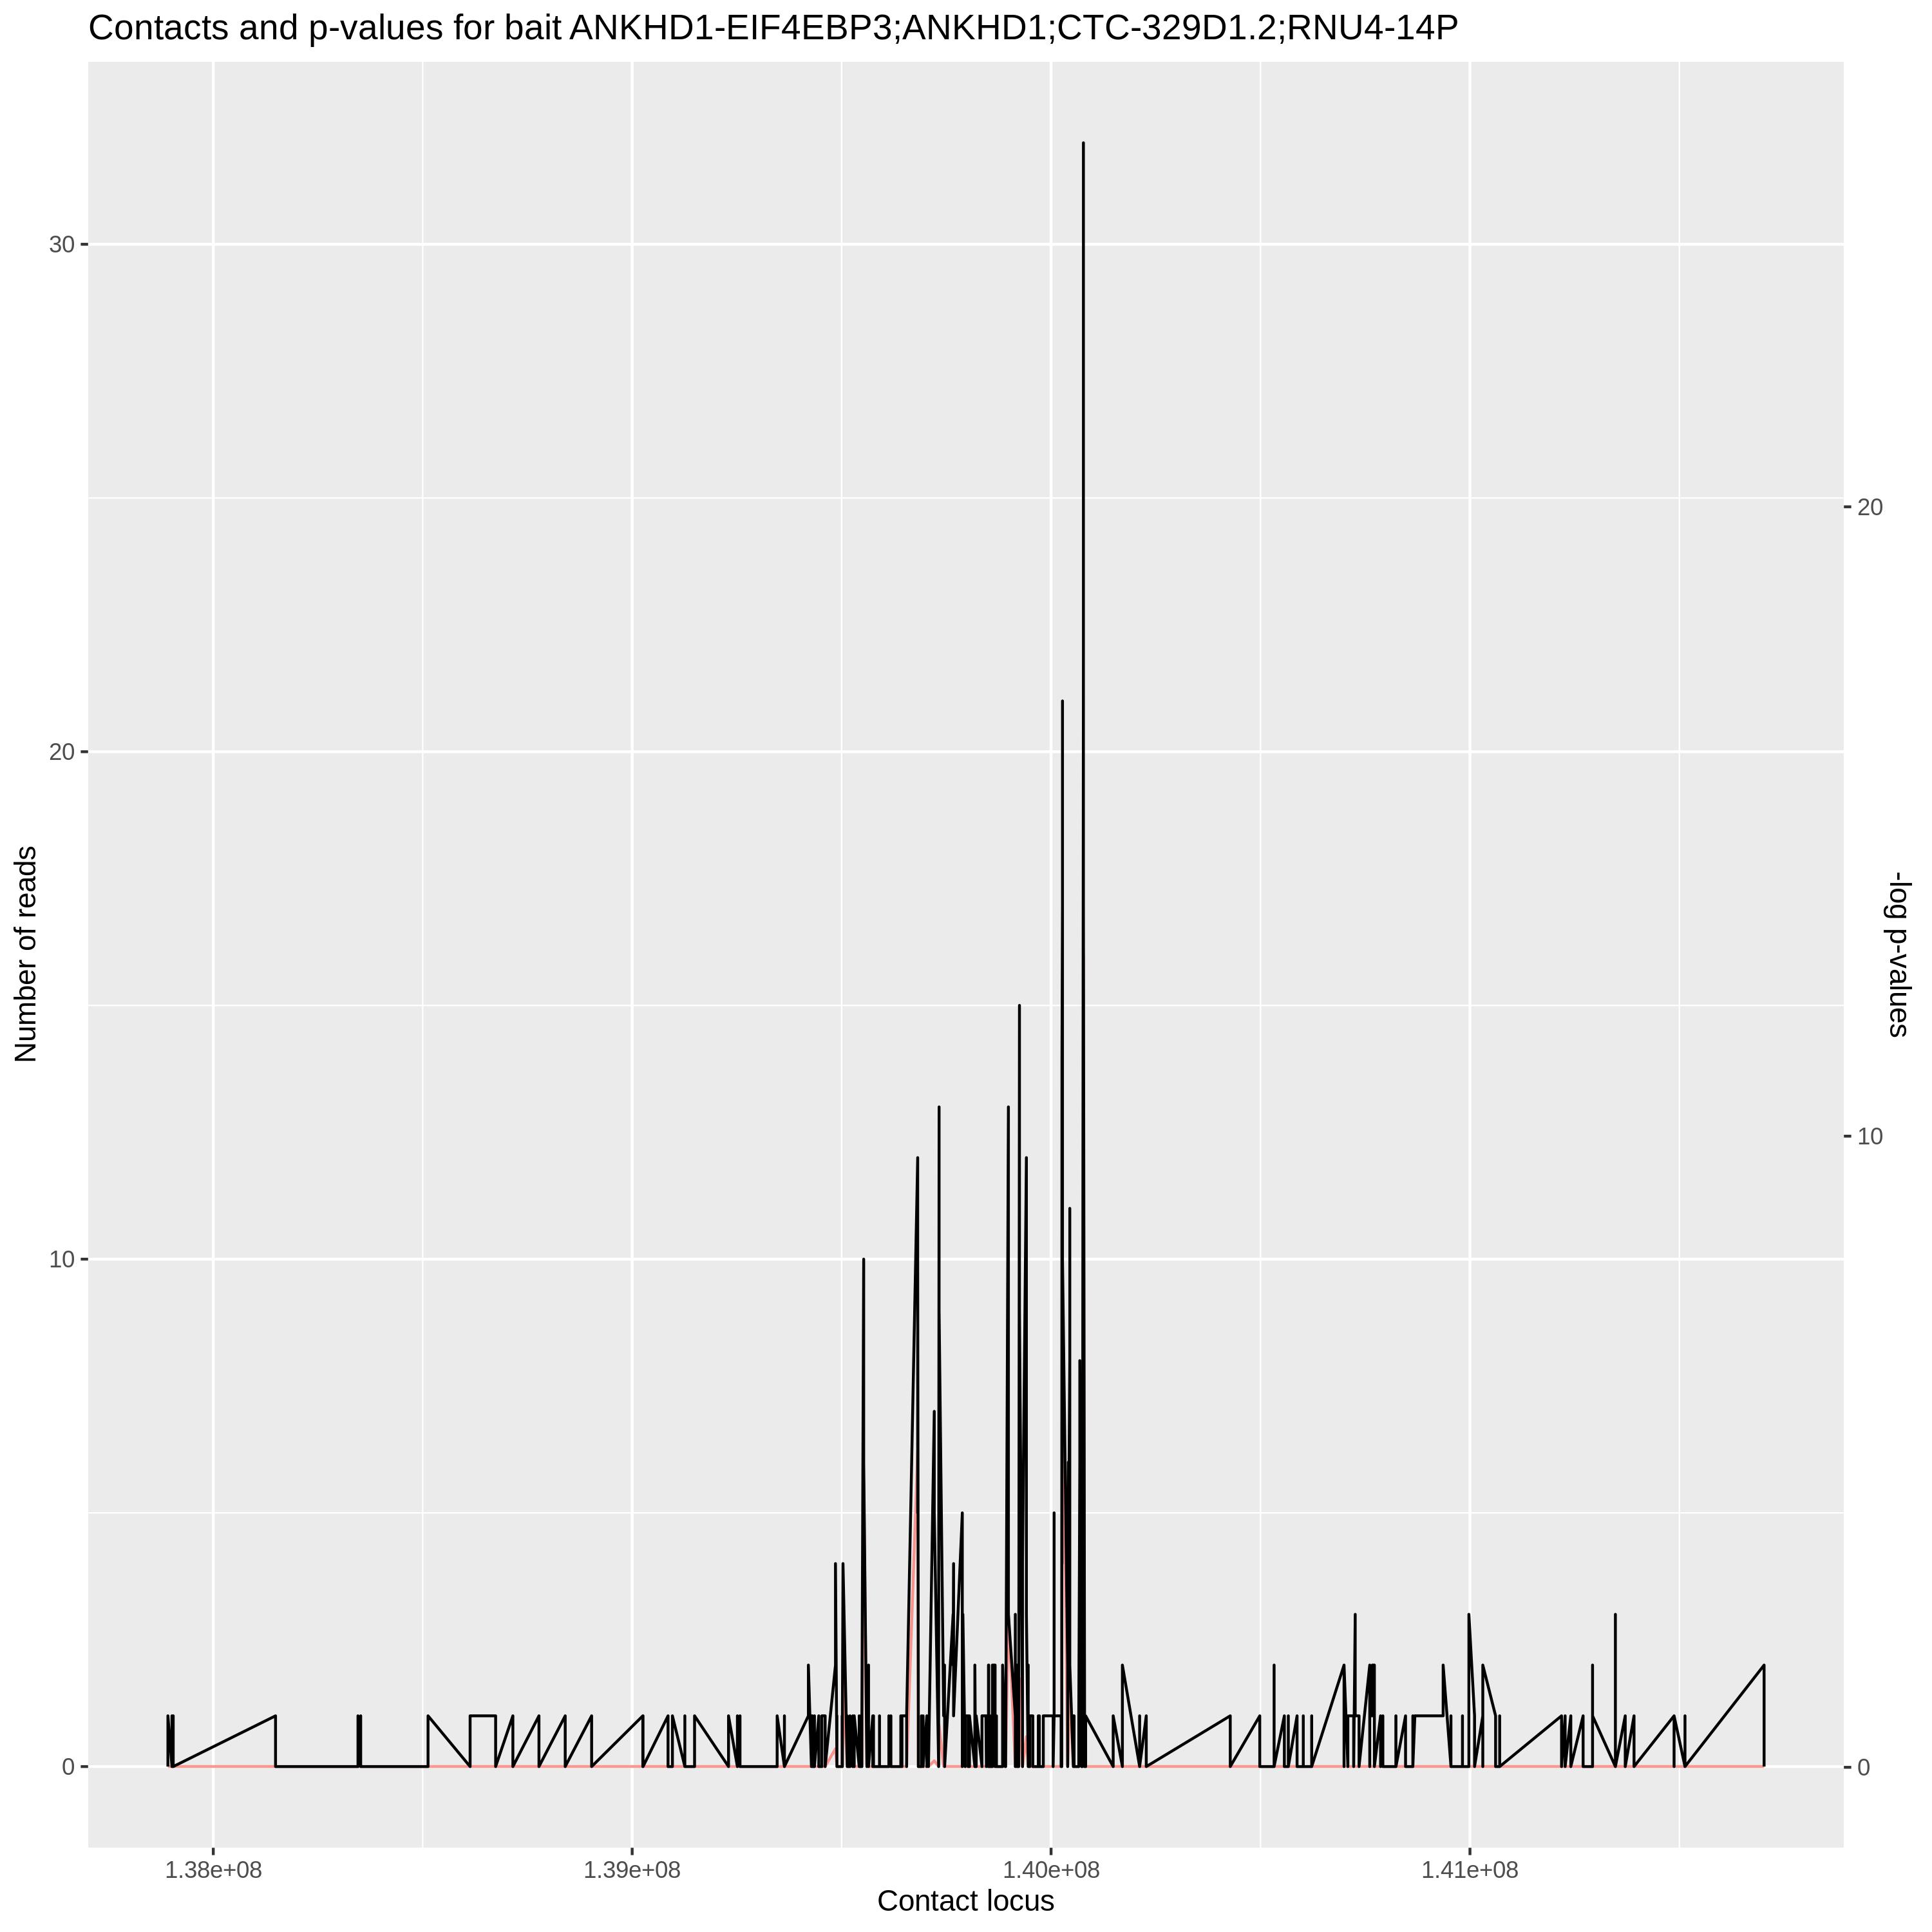 Contacts and p-values for bait ANKHD1-EIF4EBP3;ANKHD1;CTC-329D1.2;RNU4-14P
30
20
10
0
Number of reads
20
10
0
-log p-values
1.38e+08
1.39e+08
1.40e+08
1.41e+08
Contact locus